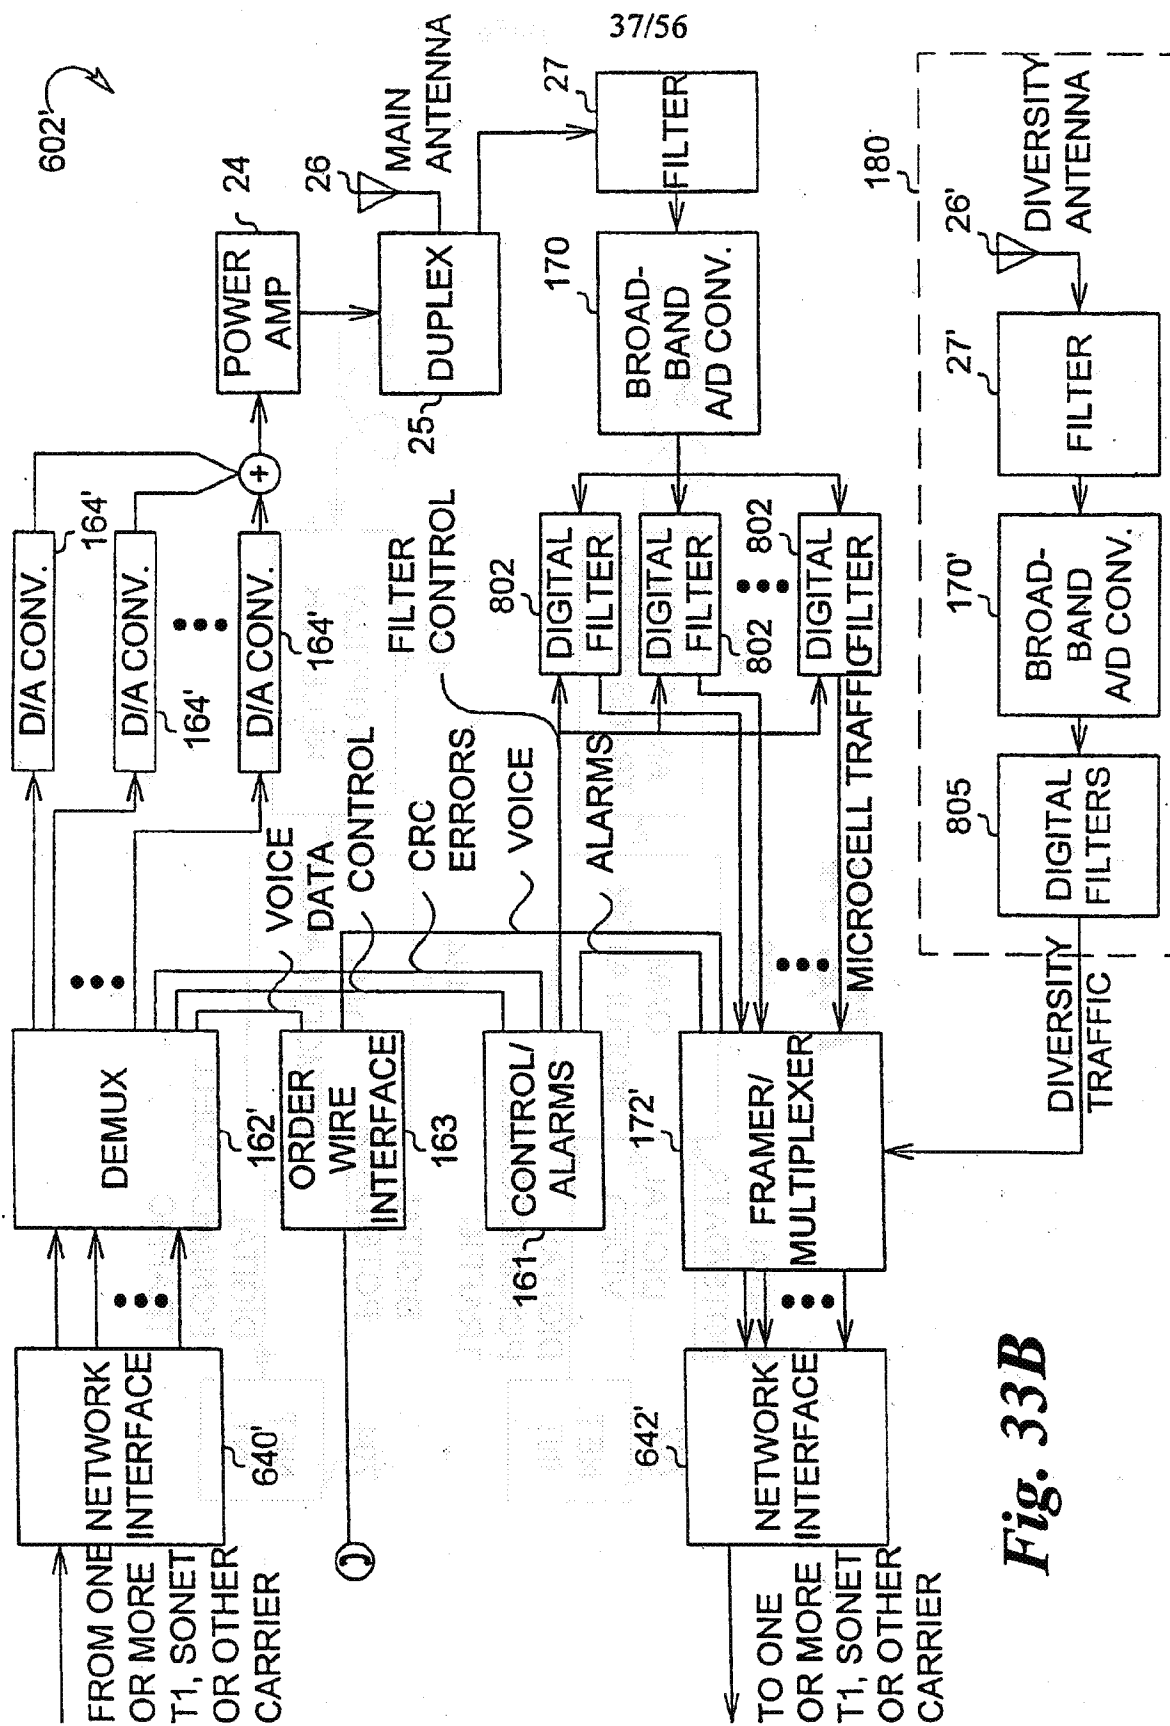 37/56
602'
FROM ONE
OR MORE
T1, SONET
OR OTHER
CARRIER
NETWORK
INTERFACE
640'
DEMUX
162'
D/A CONV.
164'
D/A CONV.
164'
D/A CONV.
164'
+
POWER
AMP
24
DUPLEX
25
26
MAIN
ANTENNA
VOICE
DATA
CONTROL
ORDER
WIRE
INTERFACE
163
CRC
ERRORS
VOICE
ALARMS
FILTER
CONTROL
CONTROL/
ALARMS
161
27
FILTER
170
BROAD-
BAND
A/D CONV.
802
DIGITAL
FILTER
DIGITAL
FILTER
802
802
DIGITAL
FILTER
MICROCELL TRAFFIC
172'
FRAMER/
MULTIPLEXER
642'
NETWORK
INTERFACE
TO ONE
OR MORE
T1, SONET
OR OTHER
CARRIER
180
26'
DIVERSITY
ANTENNA
27'
FILTER
170'
BROAD-
BAND
A/D CONV.
805
DIGITAL
FILTERS
DIVERSITY
TRAFFIC
Fig. 33B